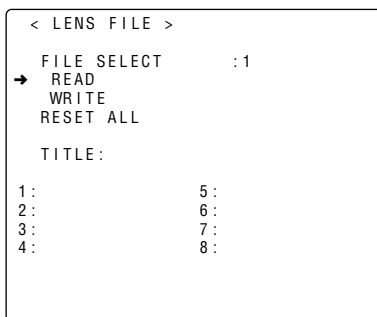 < LENS FILE >
FILE SELECT :1
➔ READ
WRITE
RESET ALL
TITLE:
1: 5:
2: 6:
3: 7:
4: 8: